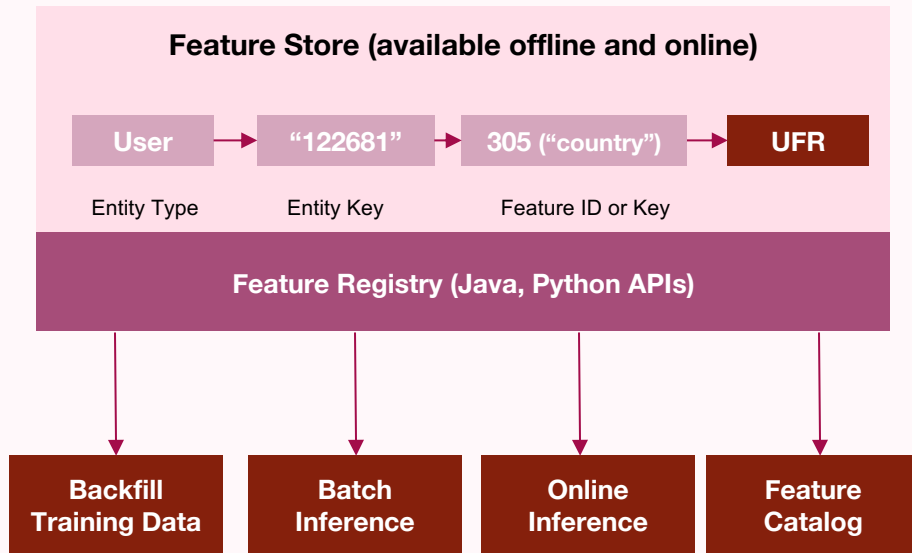 Feature Store (available offline and online)
User
“122681”
305 (“country”)
UFR
Entity Type
Entity Key
Feature ID or Key
Feature Registry (Java, Python APIs)
Backfill
Training Data
Batch
Inference
Online
Inference
Feature
Catalog